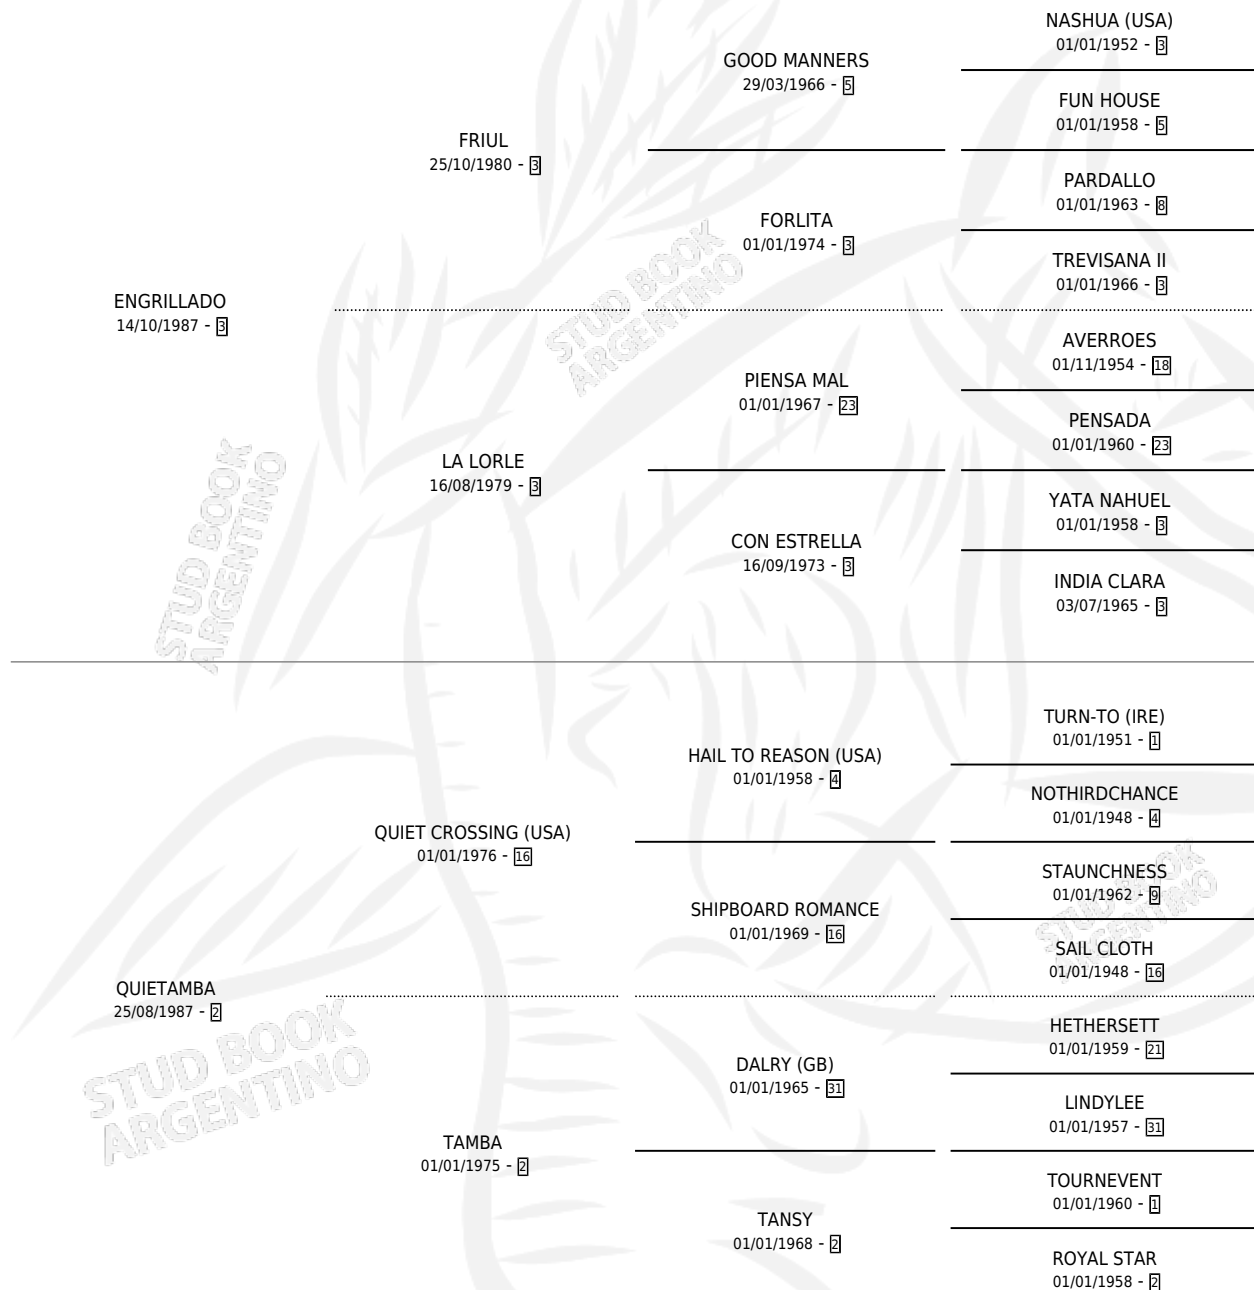 NASHUA (USA)
01/01/1952 - 3
GOOD MANNERS
29/03/1966 - 5
FUN HOUSE
01/01/1958 - 5
FRIUL
25/10/1980 - 3
PARDALLO
01/01/1963 - 8
FORLITA
01/01/1974 - 3
TREVISANA II
01/01/1966 - 3
ENGRILLADO
14/10/1987 - 3
AVERROES
01/11/1954 - 18
PIENSA MAL
01/01/1967 - 23
PENSADA
01/01/1960 - 23
LA LORLE
16/08/1979 - 3
YATA NAHUEL
01/01/1958 - 3
CON ESTRELLA
16/09/1973 - 3
INDIA CLARA
03/07/1965 - 3
TURN-TO (IRE)
01/01/1951 - 1
HAIL TO REASON (USA)
01/01/1958 - 4
NOTHIRDCHANCE
01/01/1948 - 4
QUIET CROSSING (USA)
01/01/1976 - 16
STAUNCHNESS
01/01/1962 - 9
SHIPBOARD ROMANCE
01/01/1969 - 16
SAIL CLOTH
01/01/1948 - 16
QUIETAMBA
25/08/1987 - 2
HETHERSETT
01/01/1959 - 21
DALRY (GB)
01/01/1965 - 31
LINDYLEE
01/01/1957 - 31
TAMBA
01/01/1975 - 2
TOURNEVENT
01/01/1960 - 1
TANSY
01/01/1968 - 2
ROYAL STAR
01/01/1958 - 2
STUD BOOK
ARGENTINO
STUD BOOK
ARGENTINO
STUD BOOK
ARGENTINO
STUD BOOK
ARGENTINO